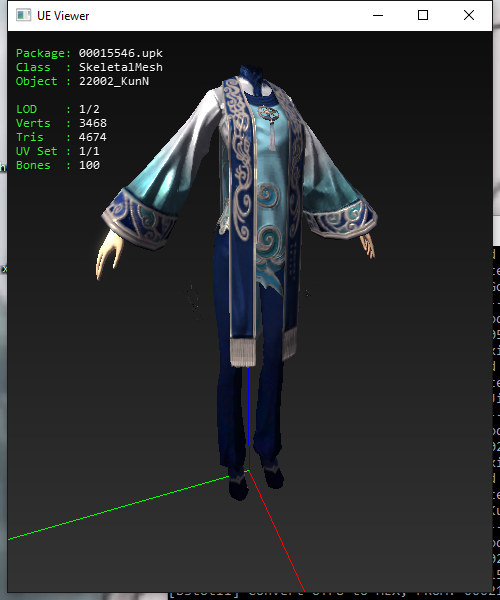 UE Viewer
Package: 00015546.upk
Class : SkeletalMesh
Object : 22002_KunN
LOD : 1/2
Verts : 3468
Tris : 4674
UV Set : 1/1
Bones : 100